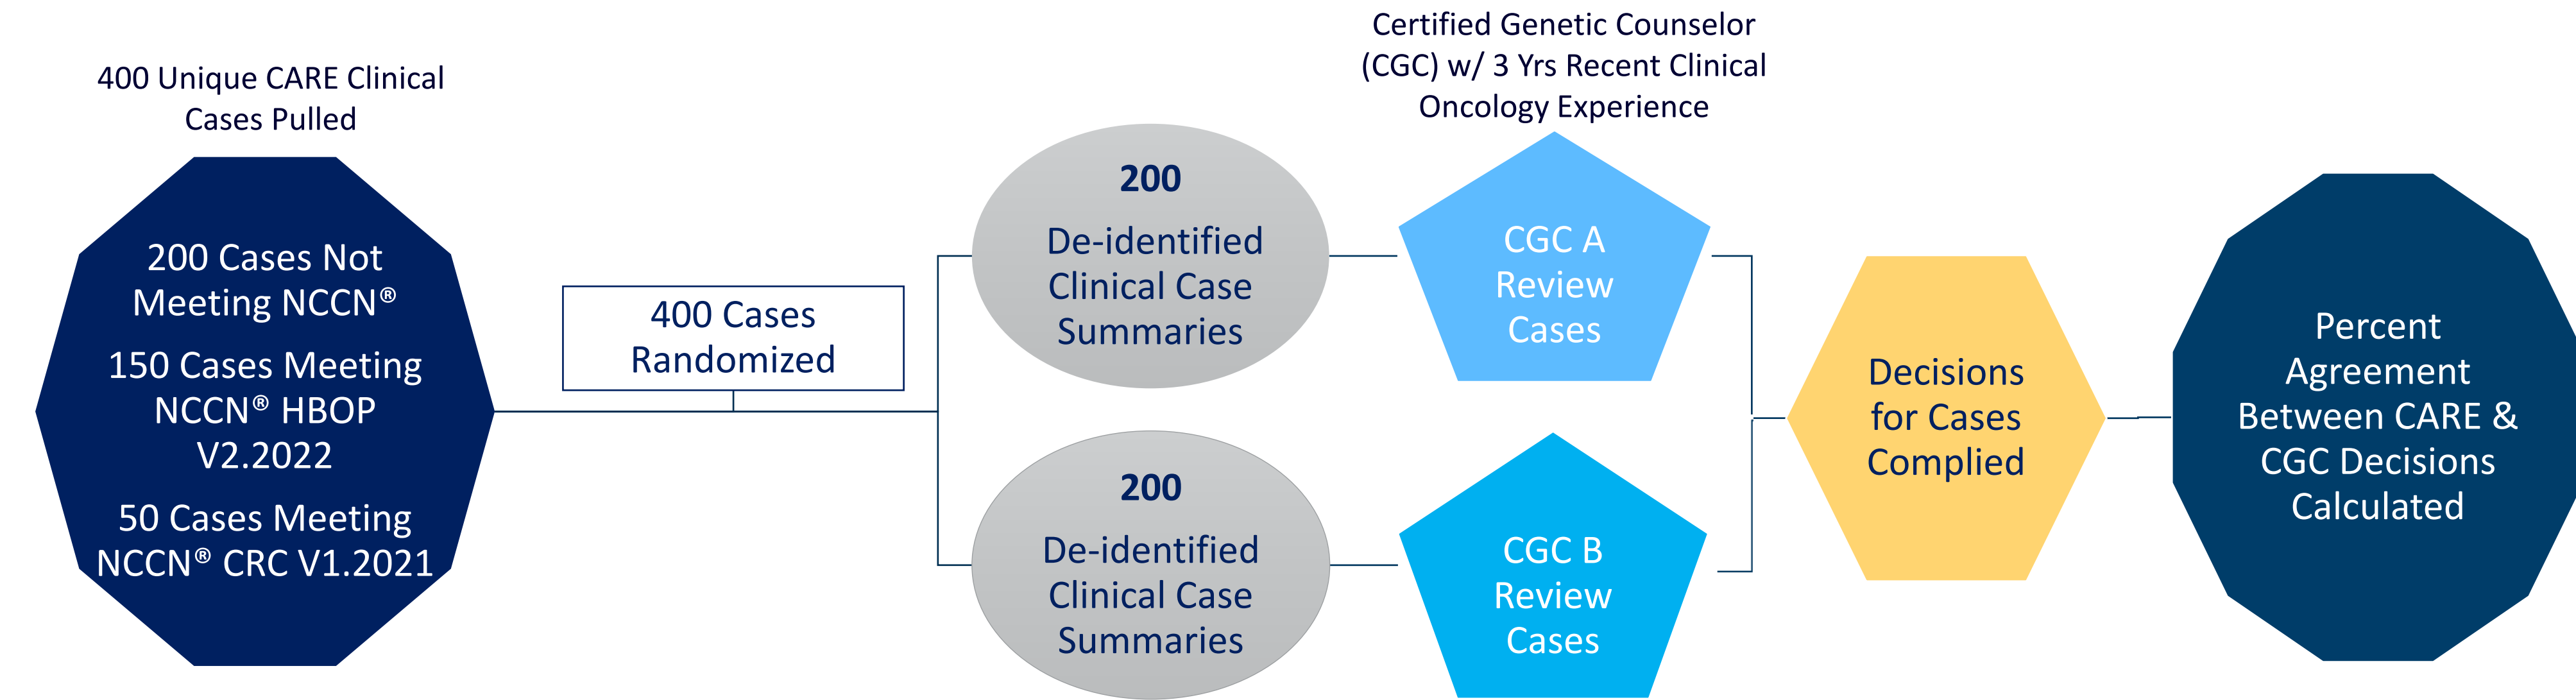 400 Unique CARE Clinical
Cases Pulled
200 Cases Not
Meeting NCCN®
150 Cases Meeting
NCCN® HBOP
V2.2022
50 Cases Meeting
NCCN® CRC V1.2021
400 Cases
Randomized
200
De-identified
Clinical Case
Summaries
200
De-identified
Clinical Case
Summaries
Certified Genetic Counselor
(CGC) w/ 3 Yrs Recent Clinical
Oncology Experience
CGC A
Review
Cases
CGC B
Review
Cases
Decisions
for Cases
Complied
Percent
Agreement
Between CARE &
CGC Decisions
Calculated